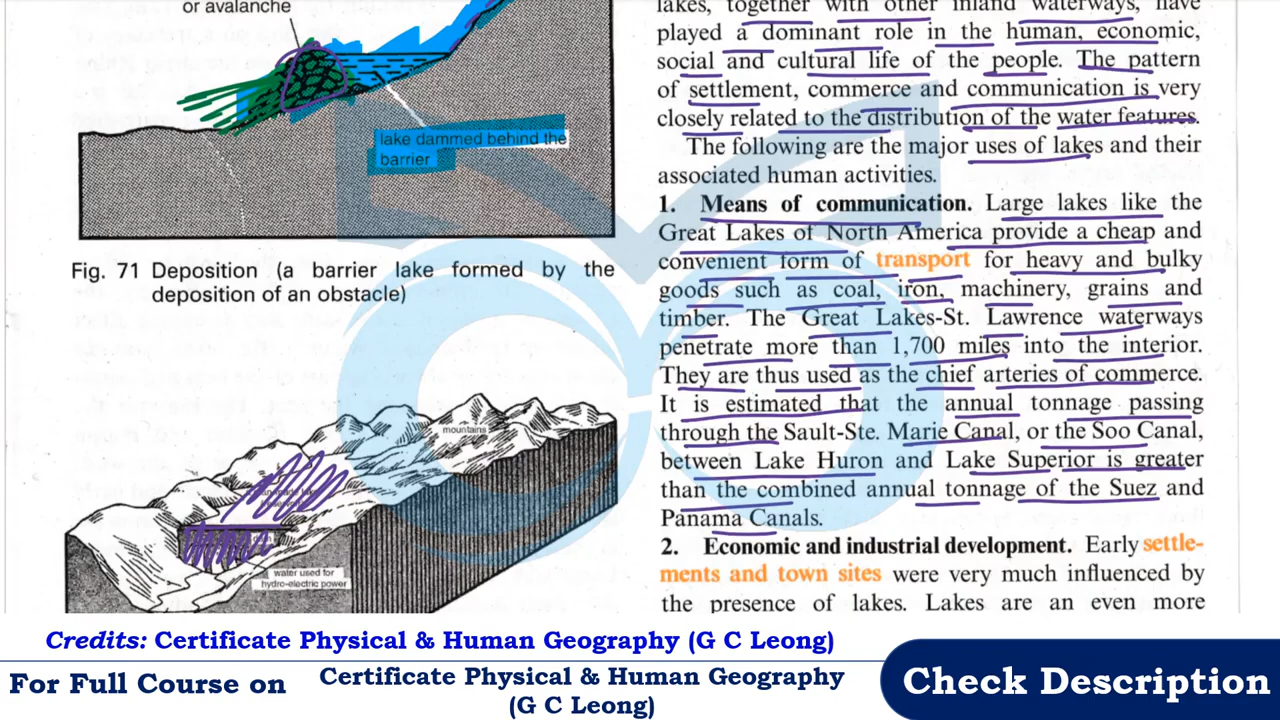 or avalanche
lake dammed behind the
barrier
Fig. 71 Deposition (a barrier lake formed by the
deposition of an obstacle)
mountains
water used for
hydro-electric power
lakes, together with other inland waterways, have
played a dominant role in the human, economic,
social and cultural life of the people. The pattern
of settlement, commerce and communication is very
closely related to the distribution of the water features.
The following are the major uses of lakes and their
associated human activities.
1. Means of communication. Large lakes like the
Great Lakes of North America provide a cheap and
convenient form of transport for heavy and bulky
goods such as coal, iron, machinery, grains and
timber. The Great Lakes-St. Lawrence waterways
penetrate more than 1,700 miles into the interior.
They are thus used as the chief arteries of commerce.
It is estimated that the annual tonnage passing
through the Sault-Ste. Marie Canal, or the Soo Canal,
between Lake Huron and Lake Superior is greater
than the combined annual tonnage of the Suez and
Panama Canals.
2. Economic and industrial development. Early settle-
ments and town sites were very much influenced by
the presence of lakes. Lakes are an even more
Credits: Certificate Physical & Human Geography (G C Leong)
For Full Course on
Certificate Physical & Human Geography
(G C Leong)
Check Description